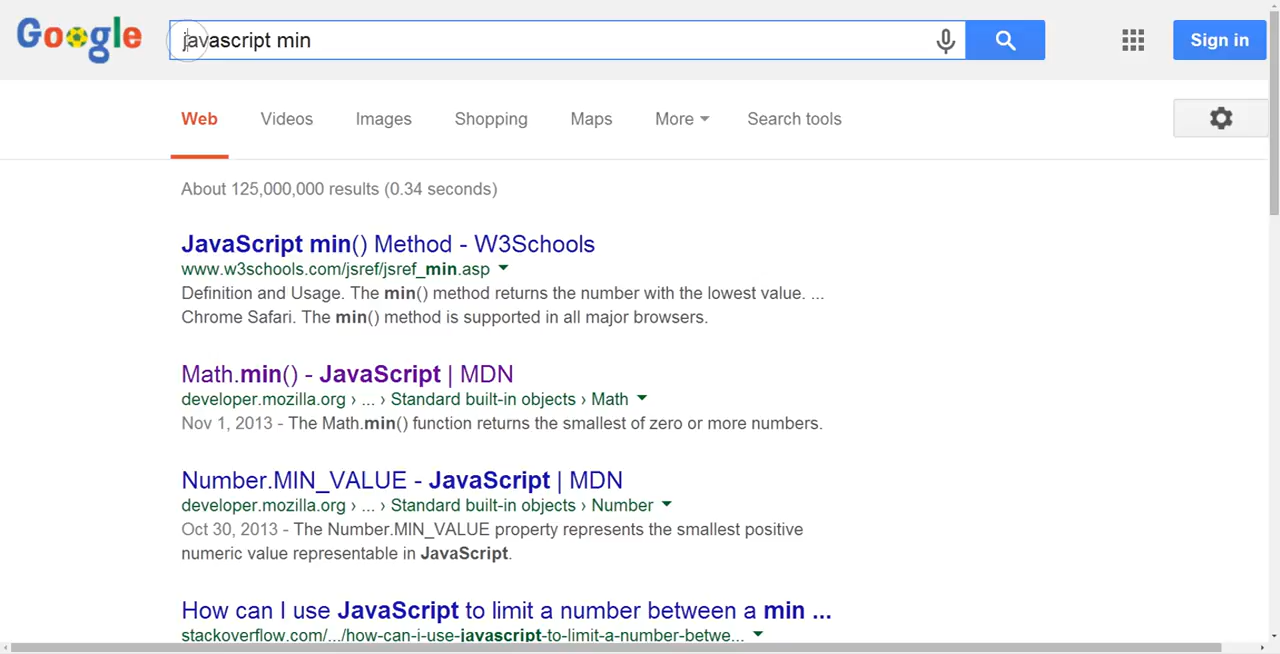 Google
javascript min
Sign in
Web Videos Images Shopping Maps More Search tools
About 125,000,000 results (0.34 seconds)
JavaScript min() Method - W3Schools
www.w3schools.com/jsref/jsref_min.asp
Definition and Usage. The min() method returns the number with the lowest value. ...
Chrome Safari. The min() method is supported in all major browsers.
Math.min() - JavaScript | MDN
developer.mozilla.org › ... › Standard built-in objects › Math
Nov 1, 2013 - The Math.min() function returns the smallest of zero or more numbers.
Number.MIN_VALUE - JavaScript | MDN
developer.mozilla.org › ... › Standard built-in objects › Number
Oct 30, 2013 - The Number.MIN_VALUE property represents the smallest positive
numeric value representable in JavaScript.
How can I use JavaScript to limit a number between a min ...
stackoverflow.com/.../how-can-i-use-javascript-to-limit-a-number-betwe...